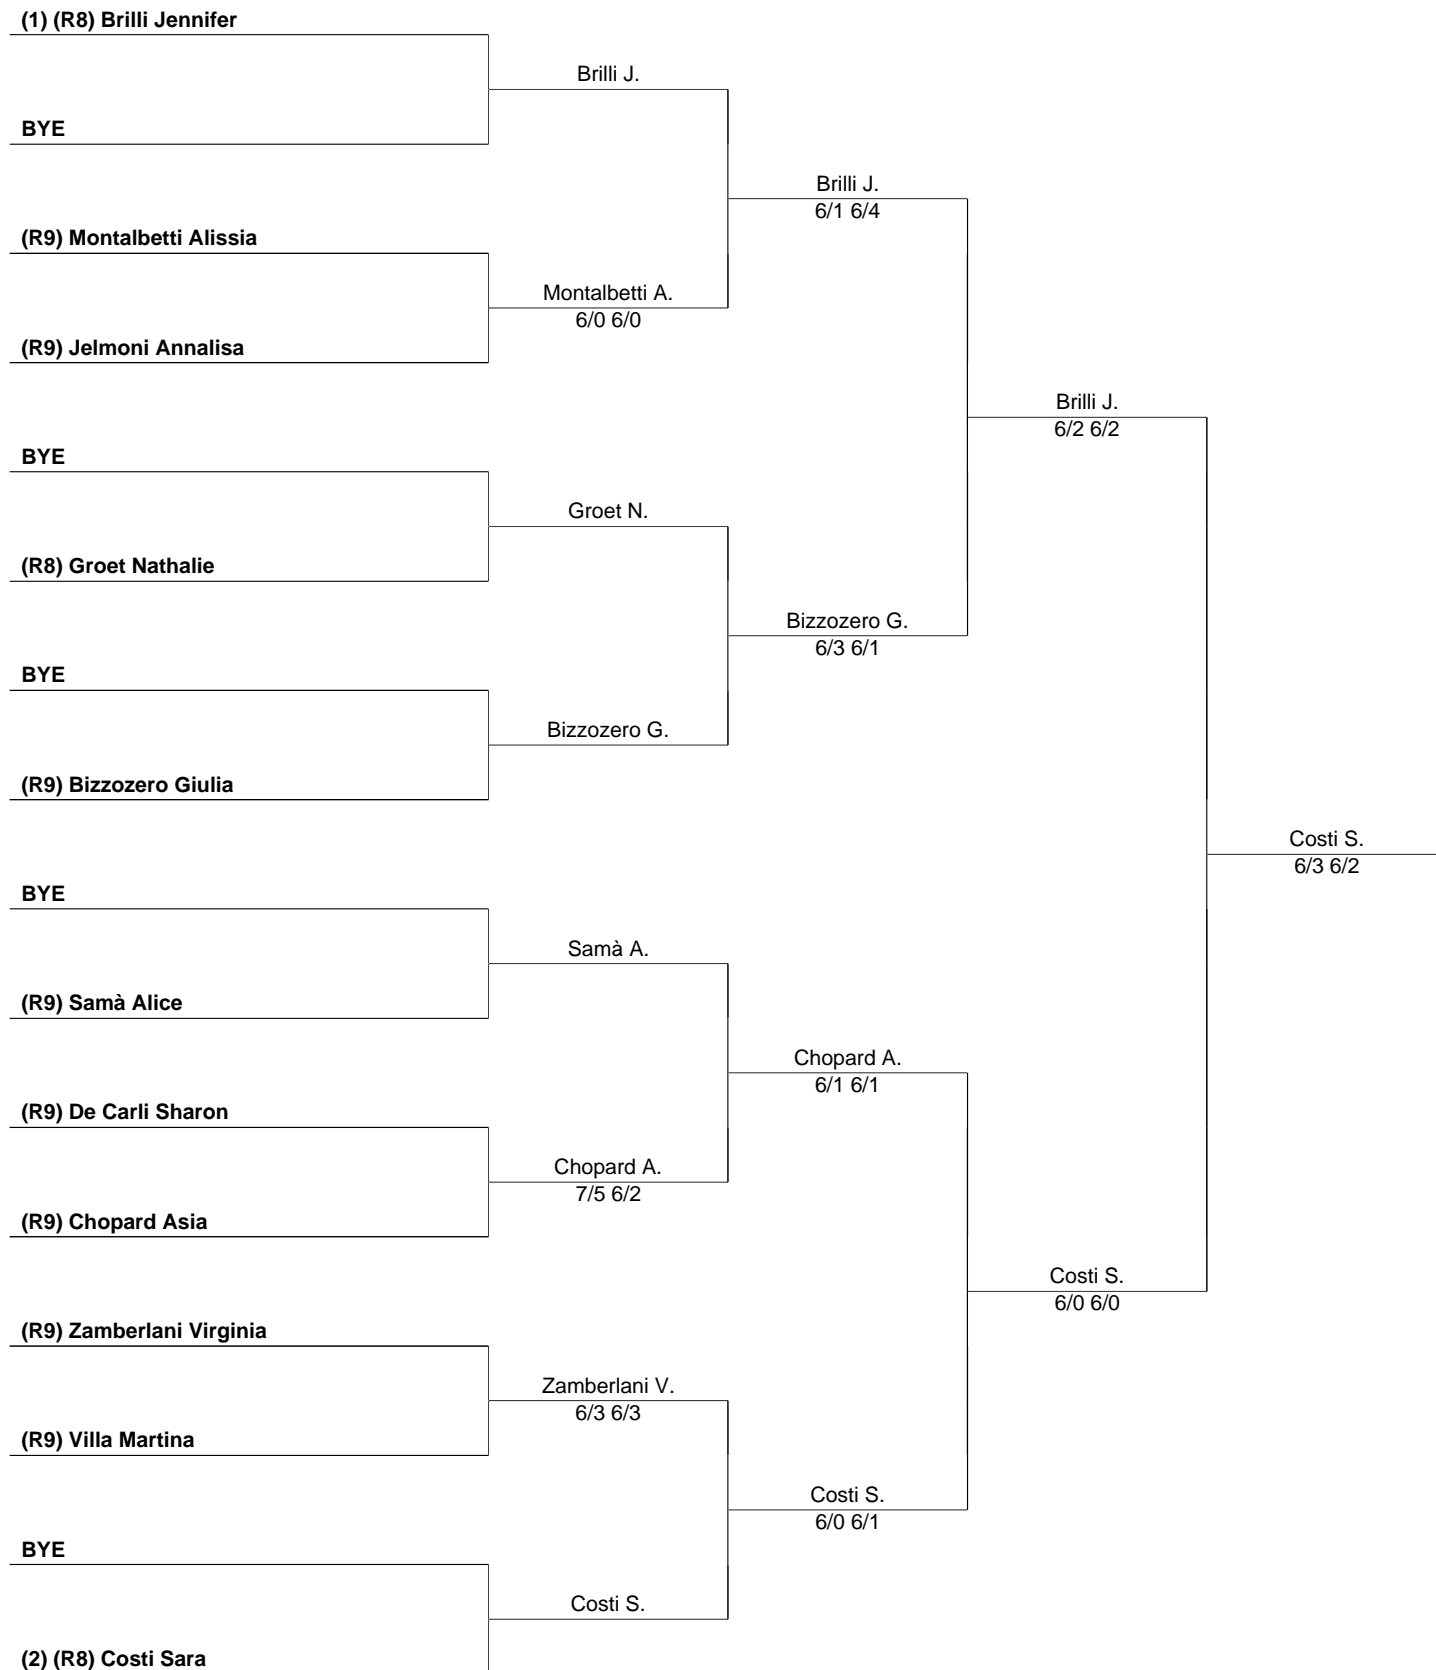 (1) (R8) Brilli Jennifer
Brilli J.
BYE
Brilli J.
6/1 6/4
(R9) Montalbetti Alissia
Montalbetti A.
6/0 6/0
(R9) Jelmoni Annalisa
Brilli J.
6/2 6/2
BYE
Groet N.
(R8) Groet Nathalie
Bizzozero G.
6/3 6/1
BYE
Bizzozero G.
(R9) Bizzozero Giulia
Costi S.
6/3 6/2
BYE
Samà A.
(R9) Samà Alice
Chopard A.
6/1 6/1
(R9) De Carli Sharon
Chopard A.
7/5 6/2
(R9) Chopard Asia
Costi S.
6/0 6/0
(R9) Zamberlani Virginia
Zamberlani V.
6/3 6/3
(R9) Villa Martina
Costi S.
6/0 6/1
BYE
Costi S.
(2) (R8) Costi Sara